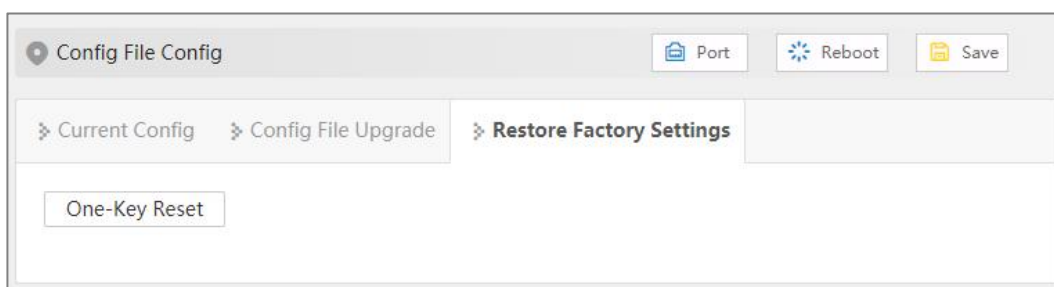 Config File Config Port Reboot Save
Current Config Config File Upgrade Restore Factory Settings
One-Key Reset